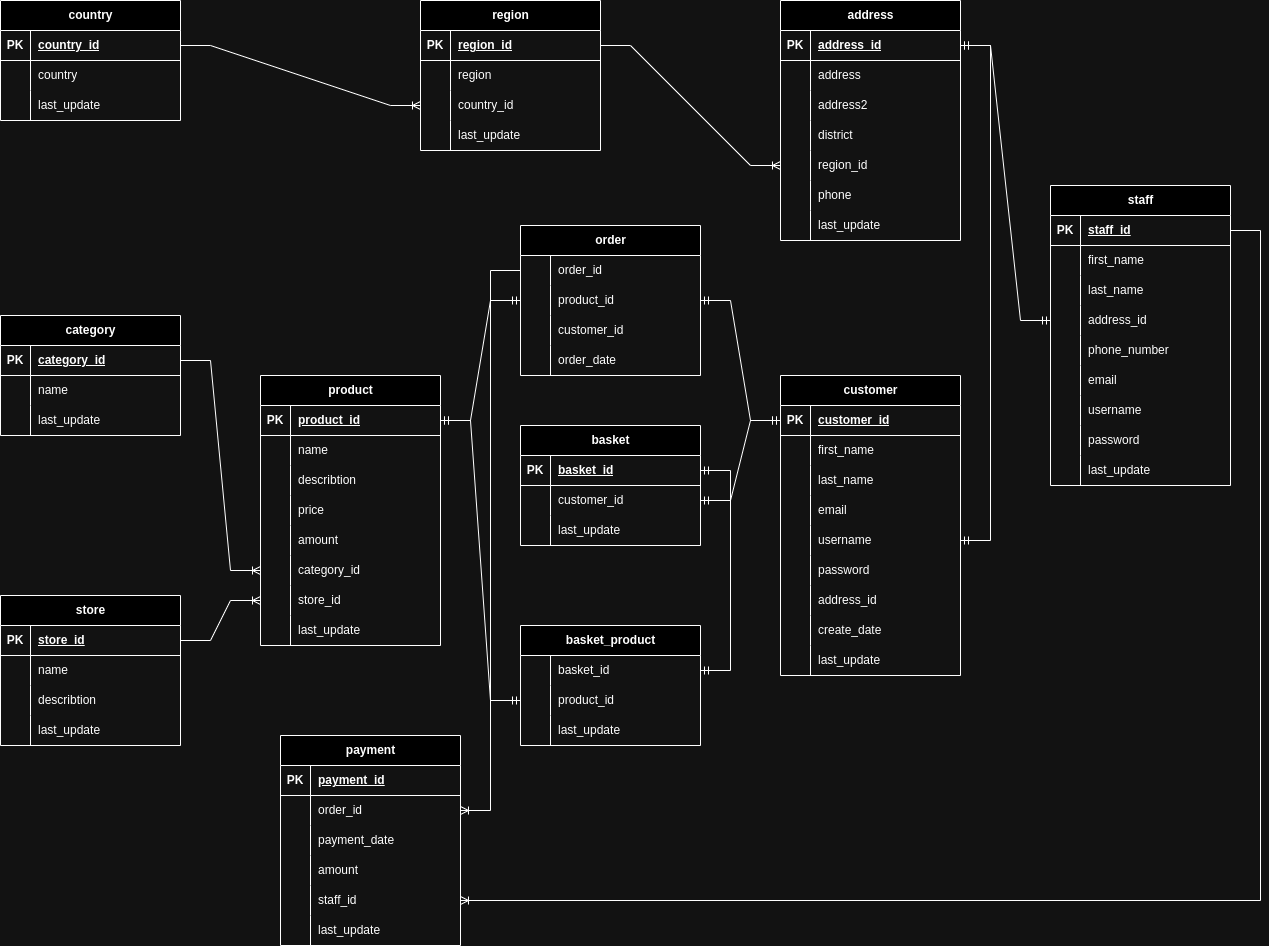 country
PK country_id
country
last_update
region
PK region_id
region
country_id
last_update
address
PK address_id
address
address2
district
region_id
phone
last_update
staff
PK staff_id
first_name
last_name
address_id
phone_number
email
username
password
last_update
order
order_id
product_id
customer_id
order_date
category
PK category_id
name
last_update
product
PK product_id
name
describtion
price
amount
category_id
store_id
last_update
basket
PK basket_id
customer_id
last_update
customer
PK customer_id
first_name
last_name
email
username
password
address_id
create_date
last_update
store
PK store_id
name
describtion
last_update
basket_product
basket_id
product_id
last_update
payment
PK payment_id
order_id
payment_date
amount
staff_id
last_update